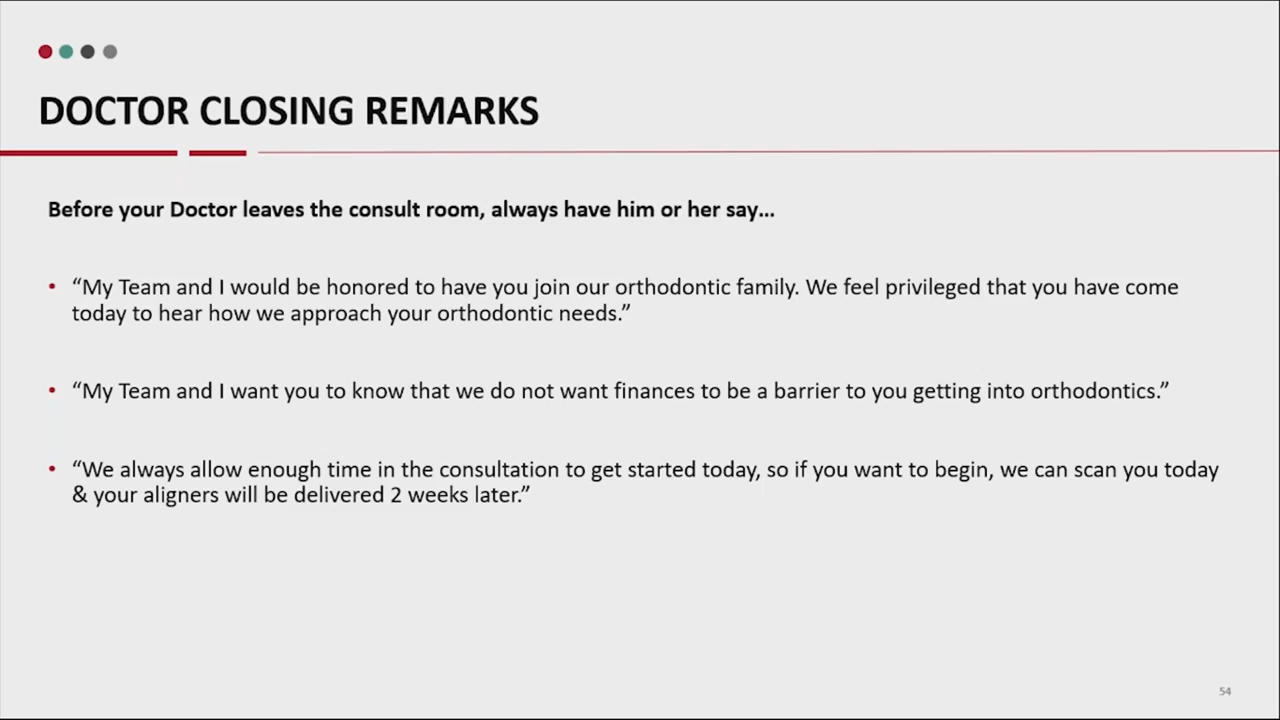 DOCTOR CLOSING REMARKS
Before your Doctor leaves the consult room, always have him or her say...
• “My Team and I would be honored to have you join our orthodontic family. We feel privileged that you have come
today to hear how we approach your orthodontic needs.”
• “My Team and I want you to know that we do not want finances to be a barrier to you getting into orthodontics.”
• “We always allow enough time in the consultation to get started today, so if you want to begin, we can scan you today
& your aligners will be delivered 2 weeks later.”
54